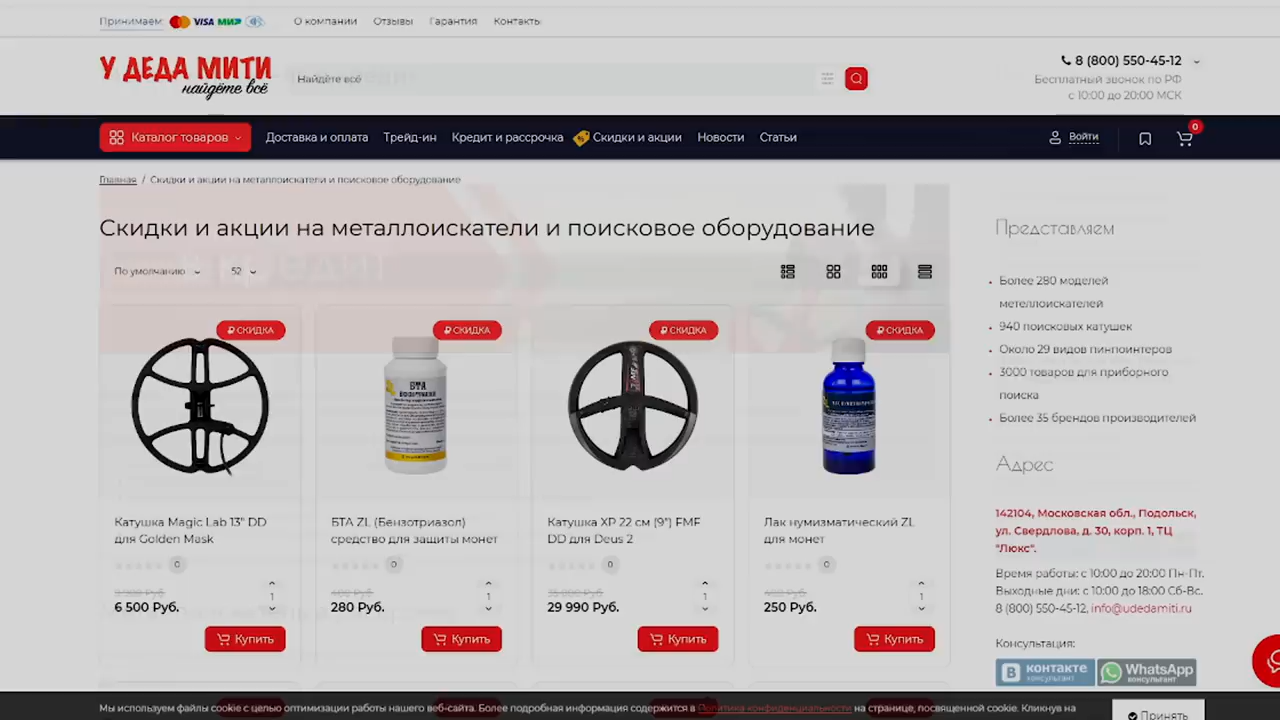 Принимаем: VISA МИР
О компании Отзывы Гарантия Контакты
У ДЕДА МИТИ
найдёте всё
Найдёте всё
8 (800) 550-45-12
Бесплатный звонок по РФ
с 10:00 до 20:00 МСК
Каталог товаров Доставка и оплата Трейд-ин Кредит и рассрочка Скидки и акции Новости Статьи Войти 0
Главная / Скидки и акции на металлоискатели и поисковое оборудование
Скидки и акции на металлоискатели и поисковое оборудование
По умолчанию 52
СКИДКА
Катушка Magic Lab 13" DD
для Golden Mask
0
6 500 Руб.
1
Купить
СКИДКА
БТА
БТА ZL (Бензотриазол)
средство для защиты монет
0
280 Руб.
1
Купить
СКИДКА
Катушка XP 22 см (9") FMF
DD для Deus 2
0
29 990 Руб.
1
Купить
СКИДКА
Лак нумизматический ZL
для монет
0
250 Руб.
1
Купить
Представляем
Более 280 моделей
металлоискателей
940 поисковых катушек
Около 29 видов пинпоинтеров
3000 товаров для приборного
поиска
Более 35 брендов производителей
Адрес
142104, Московская обл., Подольск,
ул. Свердлова, д. 30, корп. 1, ТЦ
"Люкс".
Время работы: с 10:00 до 20:00 Пн-Пт.
Выходные дни: с 10:00 до 18:00 Сб-Вс.
8 (800) 550-45-12, info@udedamiti.ru
Консультация:
В контакте
консультант
WhatsApp
консультант
Мы используем файлы cookie с целью оптимизации работы нашего веб-сайта. Более подробная информация содержится в Политика конфиденциальности на странице, посвященной cookie. Кликнув на
Принять